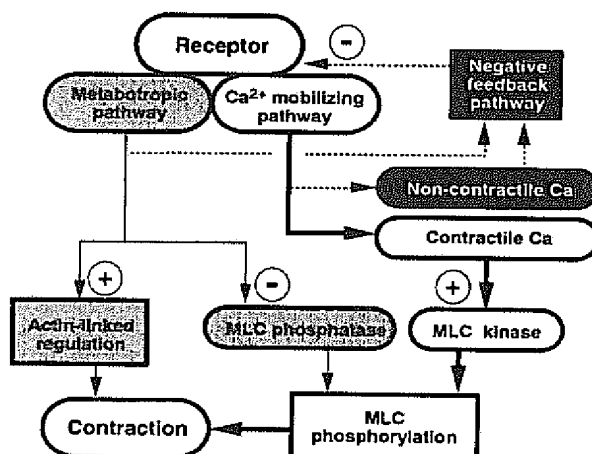 Receptor
−
Negative
feedback
pathway
Metabotropic
pathway
Ca²⁺ mobilizing
pathway
Non-contractile Ca
Contractile Ca
+
−
+
Actin-linked
regulation
MLC phosphatase
MLC kinase
Contraction
MLC
phosphorylation